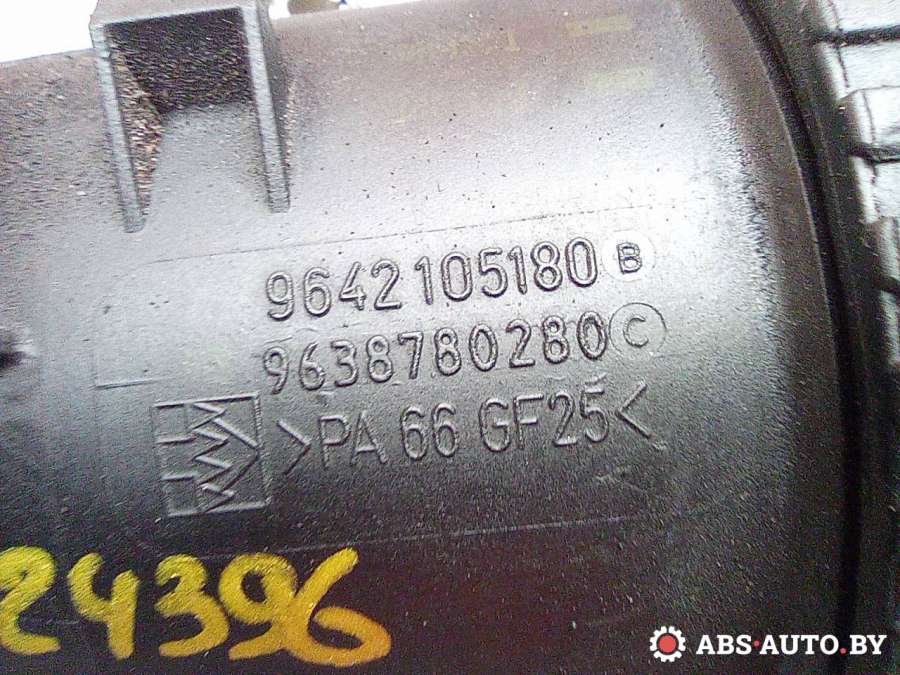 9642105180 B
9638780280 C
>PA 66 GF25<
24396
ABS-AUTO.BY